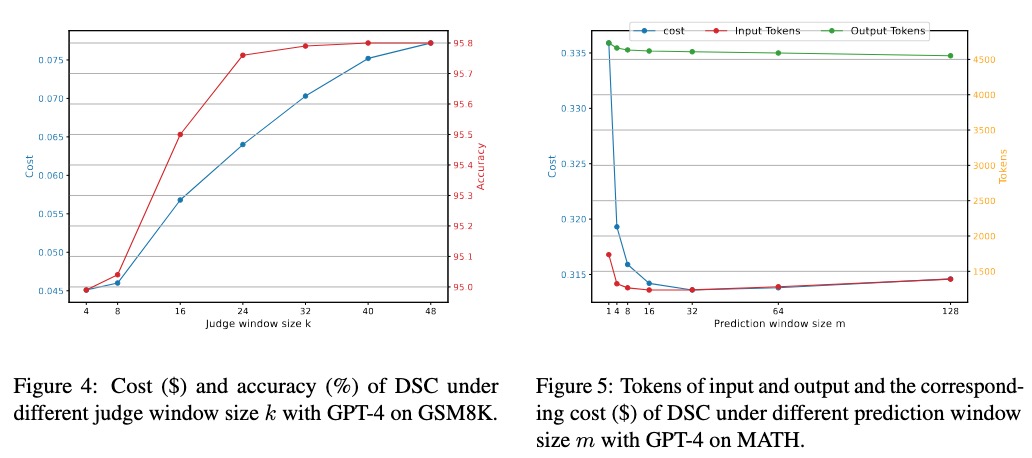 0.075
0.070
0.065
0.060
0.055
0.050
0.045
Cost
95.8
95.7
95.6
95.5
95.4
95.3
95.2
95.1
95.0
Accuracy
4 8 16 24 32 40 48
Judge window size k
cost Input Tokens Output Tokens
0.335
0.330
0.325
0.320
0.315
Cost
4500
4000
3500
3000
2500
2000
1500
Tokens
1 4 8 16 32 64 128
Prediction window size m
Figure 4: Cost ($) and accuracy (%) of DSC under
different judge window size k with GPT-4 on GSM8K.
Figure 5: Tokens of input and output and the correspond-
ing cost ($) of DSC under different prediction window
size m with GPT-4 on MATH.